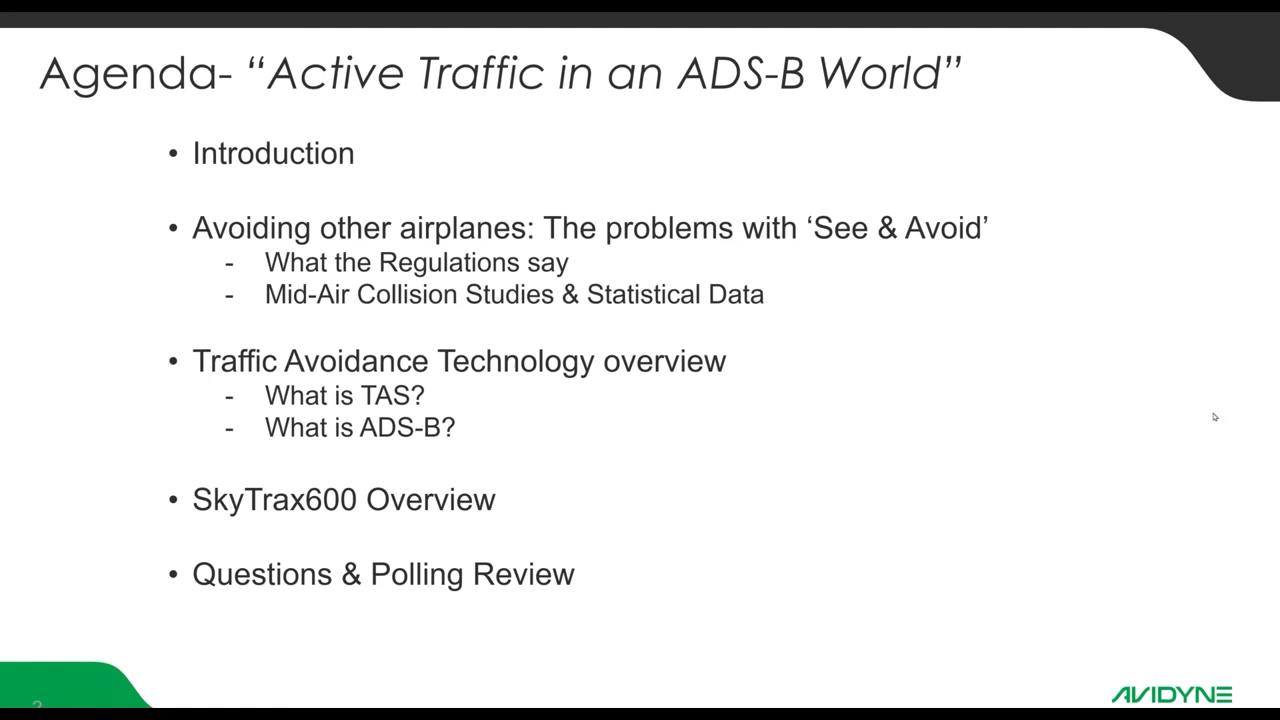 Agenda- “Active Traffic in an ADS-B World”
• Introduction
• Avoiding other airplanes: The problems with ‘See & Avoid’
- What the Regulations say
- Mid-Air Collision Studies & Statistical Data
• Traffic Avoidance Technology overview
- What is TAS?
- What is ADS-B?
• SkyTrax600 Overview
• Questions & Polling Review
2
AVIDYNE